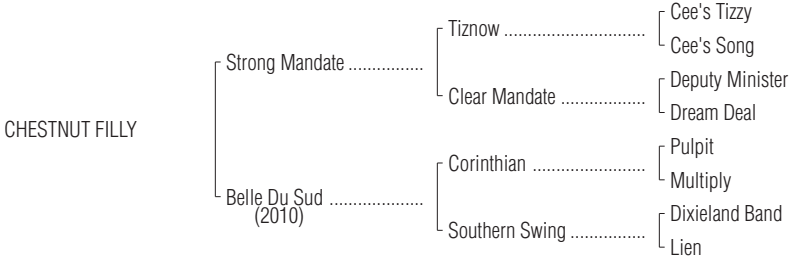 Cee's Tizzy
Tiznow ..............................
Cee's Song
Strong Mandate ................
Deputy Minister
Clear Mandate ..................
Dream Deal
CHESTNUT FILLY
Pulpit
Corinthian ........................
Multiply
Belle Du Sud ....................
(2010)
Dixieland Band
Southern Swing ................
Lien